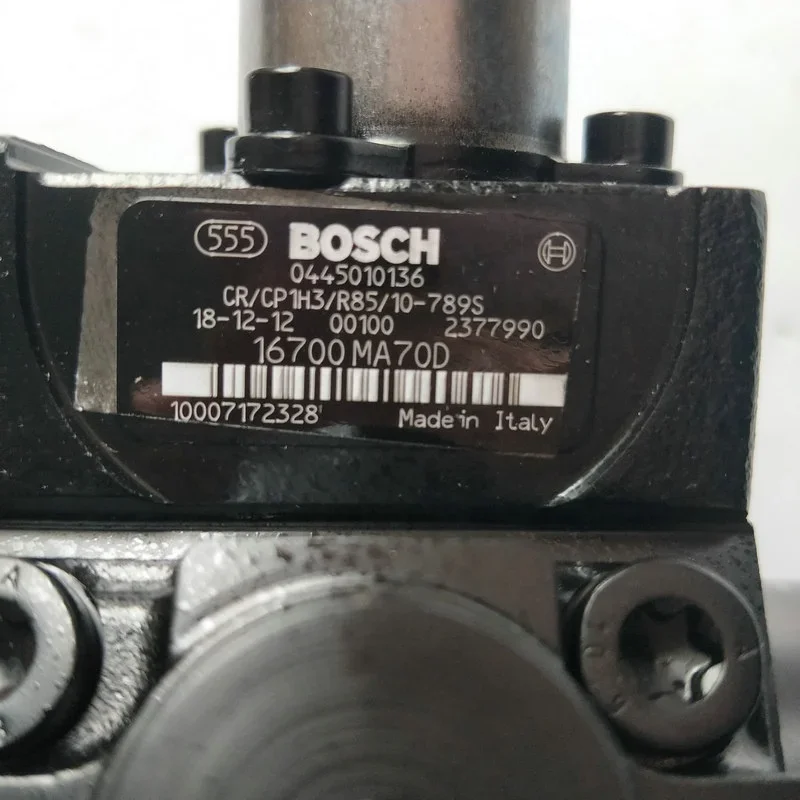 555 BOSCH
0445010136
CR/CP1H3/R85/10-789S
18-12-12 00100 2377990
16700 MA70D
10007172328 Made in Italy